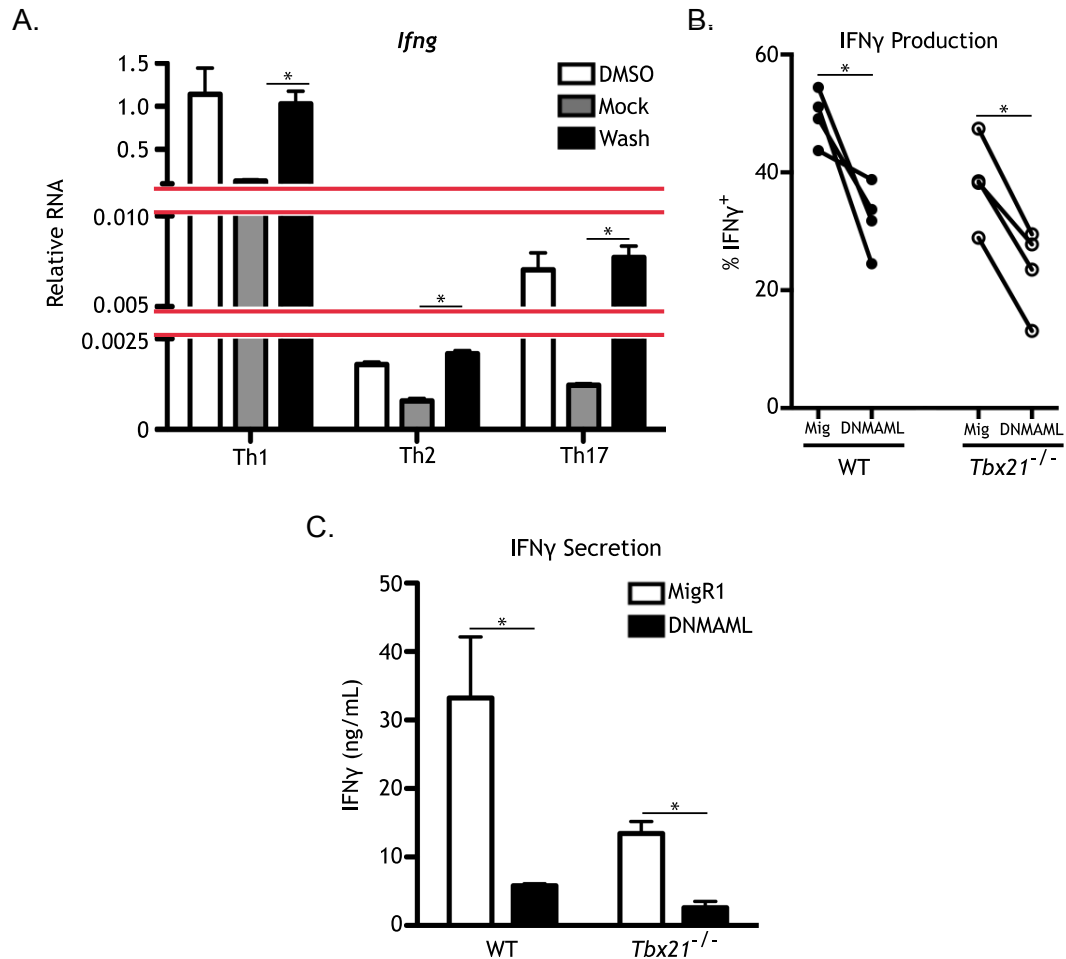 A.
Ifng
DMSO
Mock
Wash
Relative RNA
1.5
1.0
0.5
0.010
0.005
0.0025
0
*
*
*
Th1
Th2
Th17
B.
IFNγ Production
% IFNγ+
60
40
20
0
*
*
Mig DNMAML
Mig DNMAML
WT
Tbx21-/-
C.
IFNγ Secretion
MigR1
DNMAML
IFNγ (ng/mL)
50
40
30
20
10
0
*
*
WT
Tbx21-/-